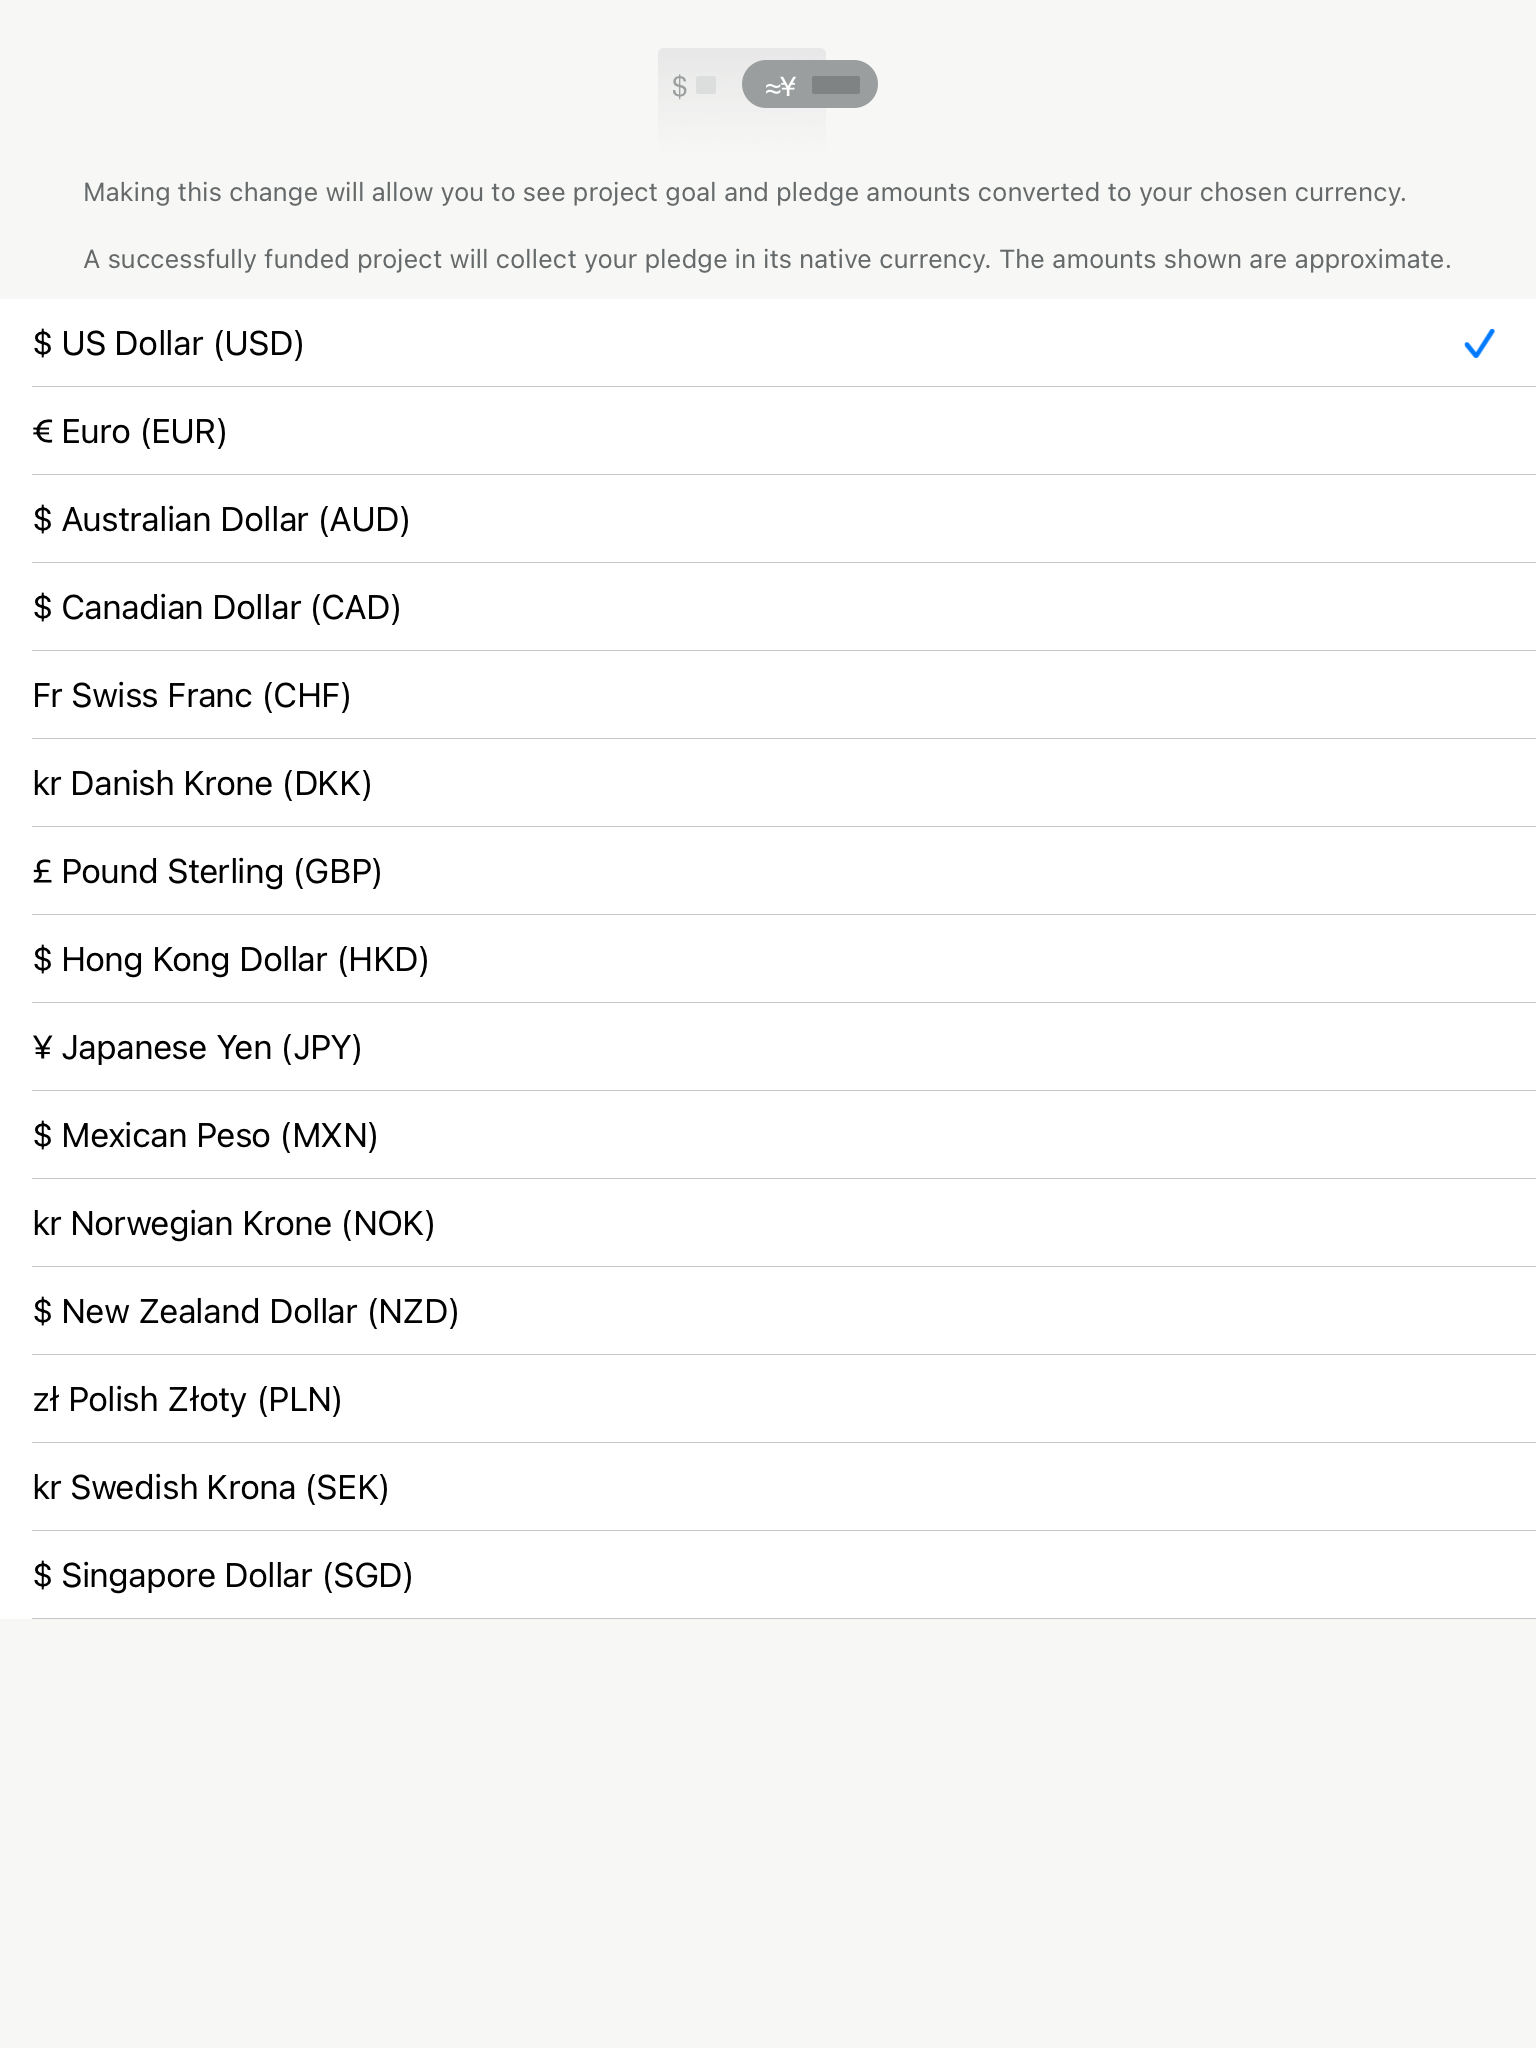 $ ≈¥
Making this change will allow you to see project goal and pledge amounts converted to your chosen currency.
A successfully funded project will collect your pledge in its native currency. The amounts shown are approximate.
$ US Dollar (USD)
€ Euro (EUR)
$ Australian Dollar (AUD)
$ Canadian Dollar (CAD)
Fr Swiss Franc (CHF)
kr Danish Krone (DKK)
£ Pound Sterling (GBP)
$ Hong Kong Dollar (HKD)
¥ Japanese Yen (JPY)
$ Mexican Peso (MXN)
kr Norwegian Krone (NOK)
$ New Zealand Dollar (NZD)
zł Polish Złoty (PLN)
kr Swedish Krona (SEK)
$ Singapore Dollar (SGD)